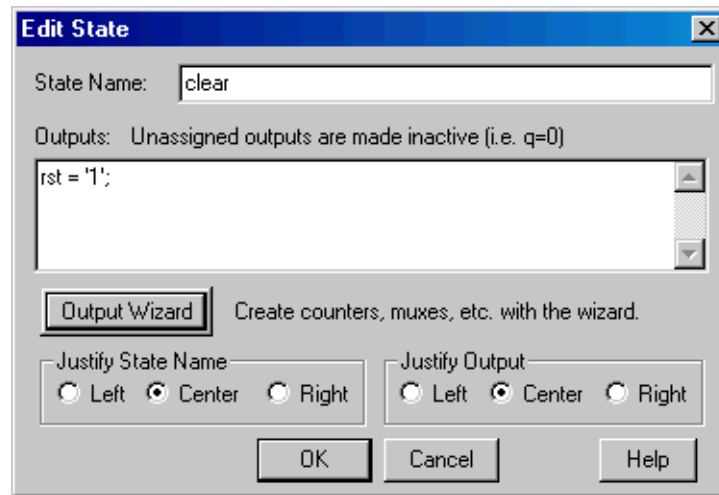 Edit State
State Name: clear
Outputs: Unassigned outputs are made inactive (i.e. q=0)
rst = '1';
Output Wizard Create counters, muxes, etc. with the wizard.
Justify State Name Justify Output
Left Center Right Left Center Right
OK Cancel Help